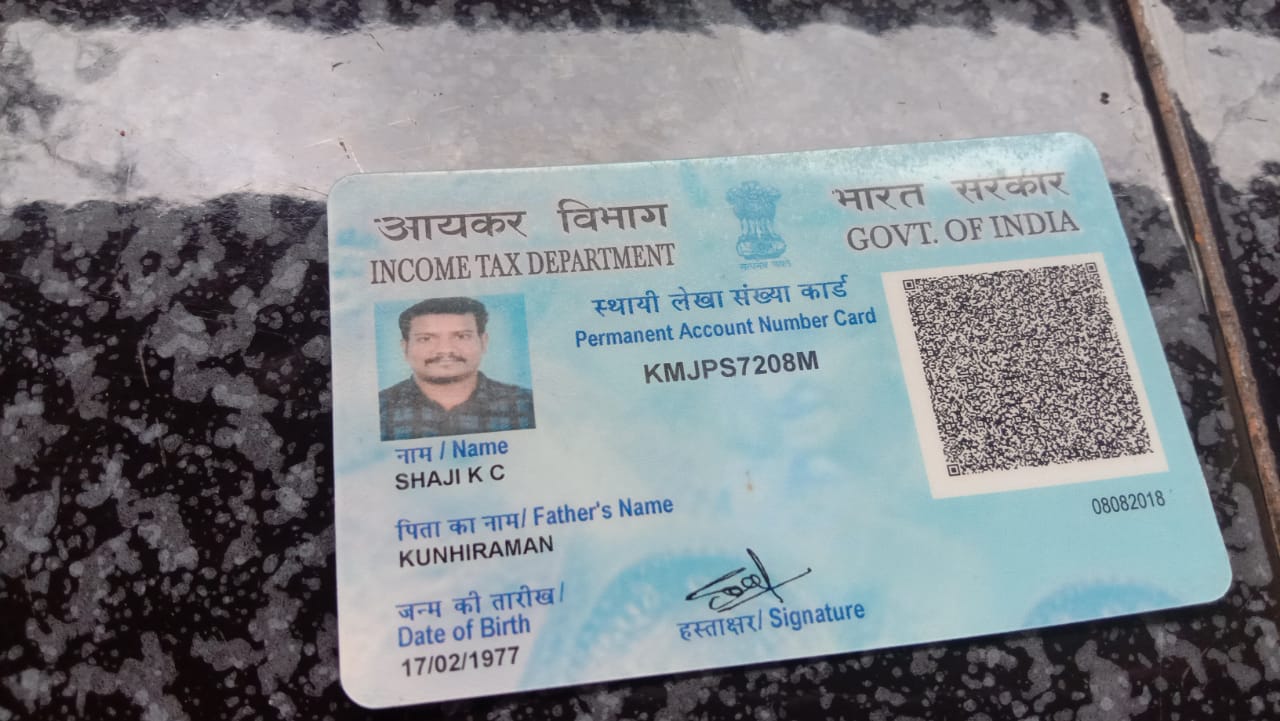 आयकर विभाग
INCOME TAX DEPARTMENT
भारत सरकार
GOVT. OF INDIA
सत्यमेव जयते
स्थायी लेखा संख्या कार्ड
Permanent Account Number Card
KMJPS7208M
नाम / Name
SHAJI K C
पिता का नाम/ Father's Name
KUNHIRAMAN
जन्म की तारीख/
Date of Birth
17/02/1977
हस्ताक्षर/ Signature
08082018